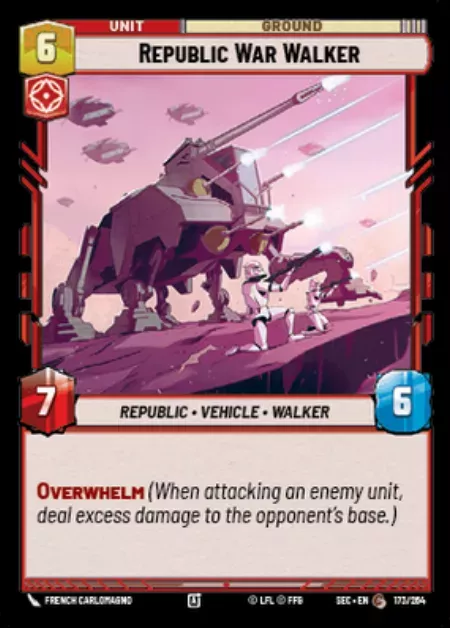 UNIT
GROUND
6
REPUBLIC WAR WALKER
7
REPUBLIC • VEHICLE • WALKER
6
OVERWHELM (When attacking an enemy unit,
deal excess damage to the opponent's base.)
FRENCH CARLOMAGNO
© LFL © FFG
SEC • EN
173/264